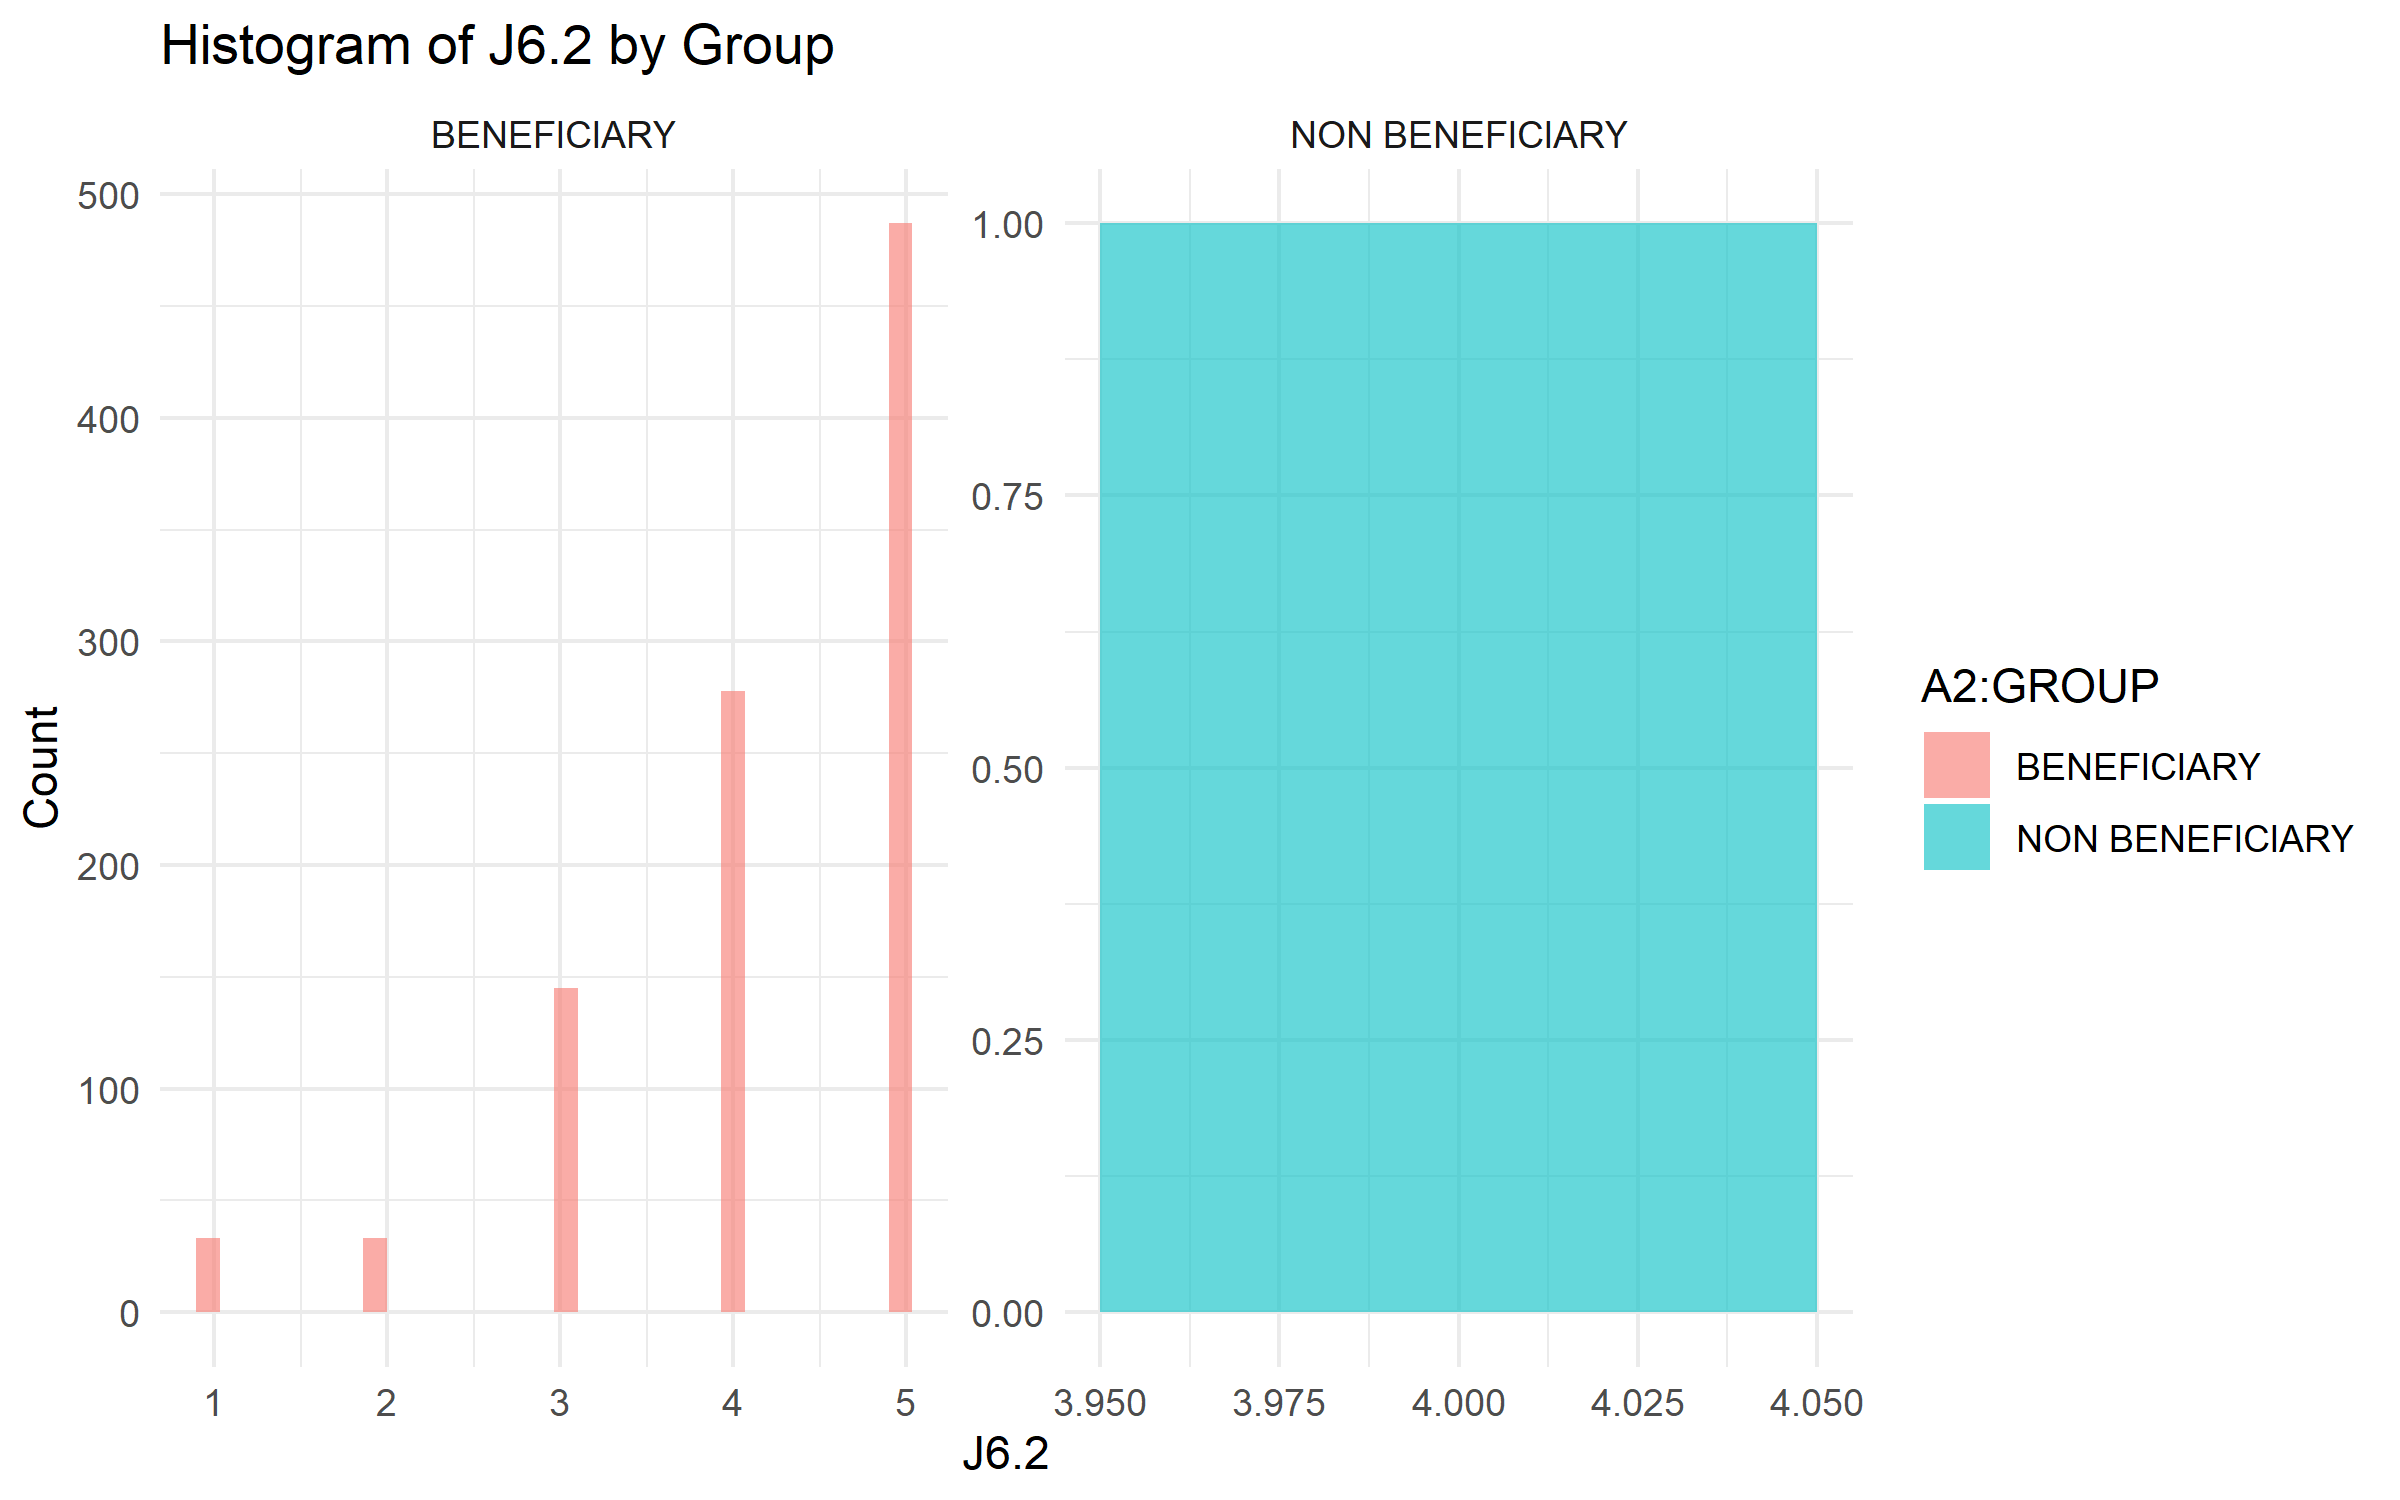 Histogram of J6.2 by Group
BENEFICIARY
NON BENEFICIARY
500
400
300
200
100
0
1.00
0.75
0.50
0.25
0.00
Count
1 2 3 4 5
3.950 3.975 4.000 4.025 4.050
J6.2
A2:GROUP
BENEFICIARY
NON BENEFICIARY